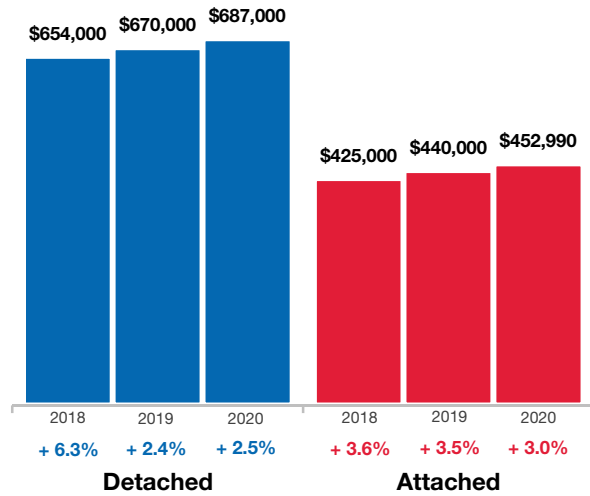 $654,000 $670,000 $687,000
$425,000 $440,000 $452,990
2018 2019 2020 2018 2019 2020
+ 6.3% + 2.4% + 2.5% + 3.6% + 3.5% + 3.0%
Detached Attached